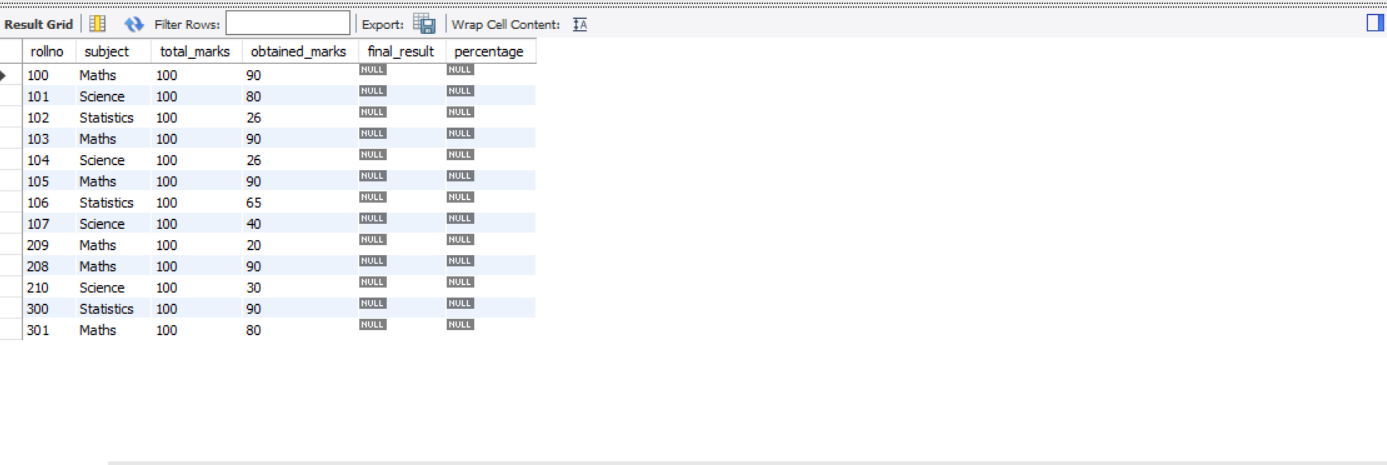 Result Grid Filter Rows: Export: Wrap Cell Content: IA
rollno subject total_marks obtained_marks final_result percentage
100 Maths 100 90 NULL NULL
101 Science 100 80 NULL NULL
102 Statistics 100 26 NULL NULL
103 Maths 100 90 NULL NULL
104 Science 100 26 NULL NULL
105 Maths 100 90 NULL NULL
106 Statistics 100 65 NULL NULL
107 Science 100 40 NULL NULL
209 Maths 100 20 NULL NULL
208 Maths 100 90 NULL NULL
210 Science 100 30 NULL NULL
300 Statistics 100 90 NULL NULL
301 Maths 100 80 NULL NULL